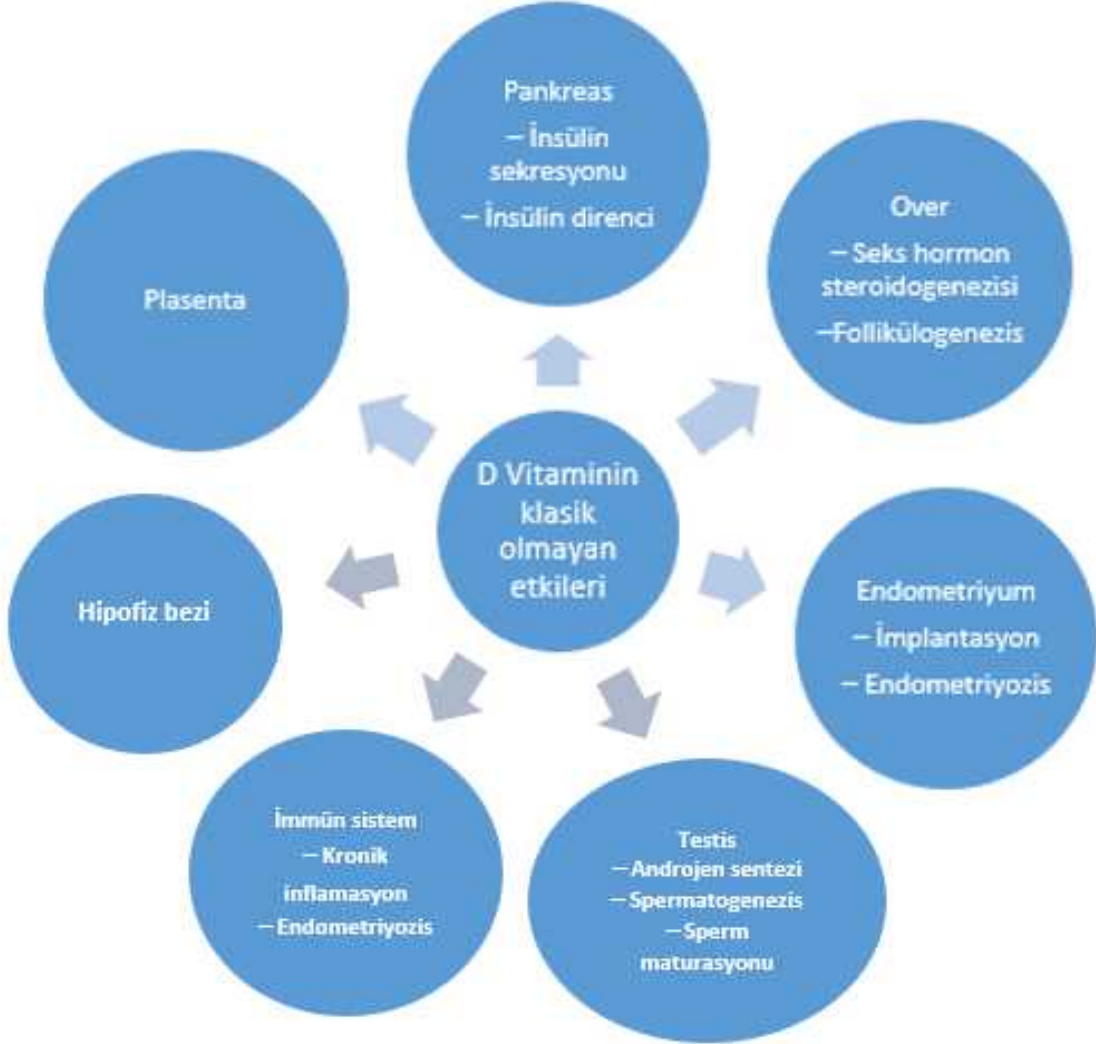 Pankreas
– İnsülin
sekresyonu
– İnsülin direnci
Over
– Seks hormon
steroidogenezisi
–Follikülogenezis
Plasenta
D Vitaminin
klasik
olmayan
etkileri
Endometriyum
– İmplantasyon
– Endometriyozis
Hipofiz bezi
İmmün sistem
– Kronik
inflamasyon
– Endometriyozis
Testis
– Androjen sentezi
– Spermatogenezis
– Sperm
maturasyonu